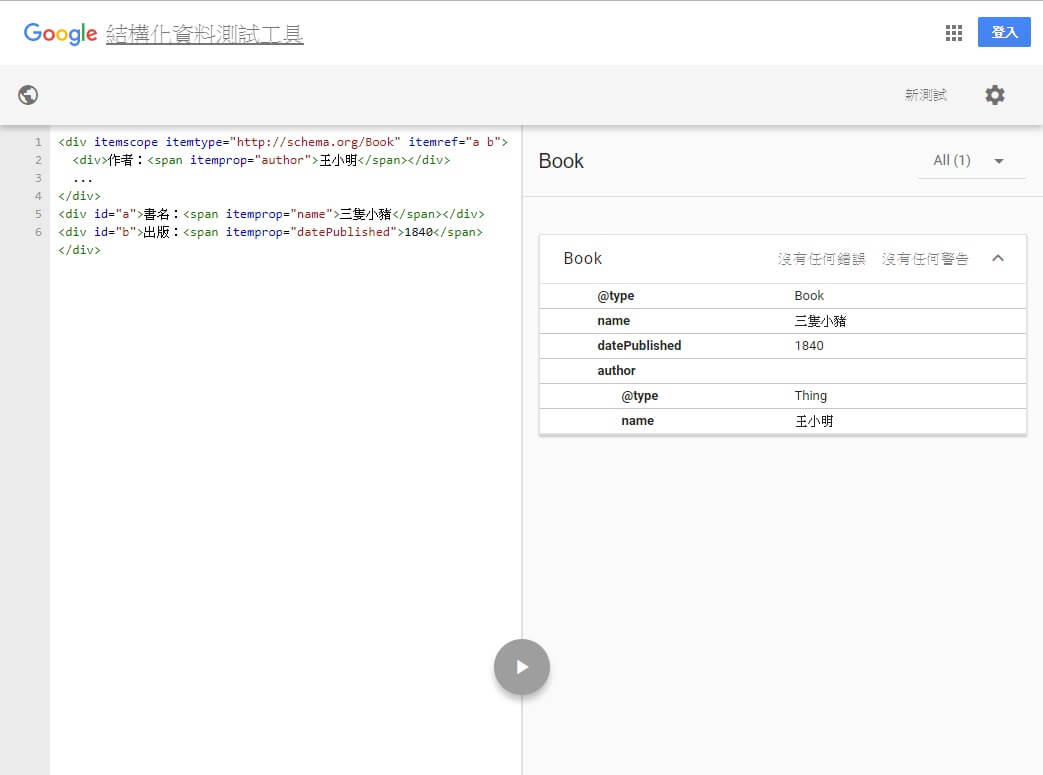 Google 結構化資料測試工具
登入
新測試
1 <div itemscope itemtype="http://schema.org/Book" itemref="a b">
2   <div>作者：<span itemprop="author">王小明</span></div>
3   ...
4 </div>
5 <div id="a">書名：<span itemprop="name">三隻小豬</span></div>
6 <div id="b">出版：<span itemprop="datePublished">1840</span>
</div>
Book
All (1)
Book 沒有任何錯誤 沒有任何警告
@type Book
name 三隻小豬
datePublished 1840
author
@type Thing
name 王小明